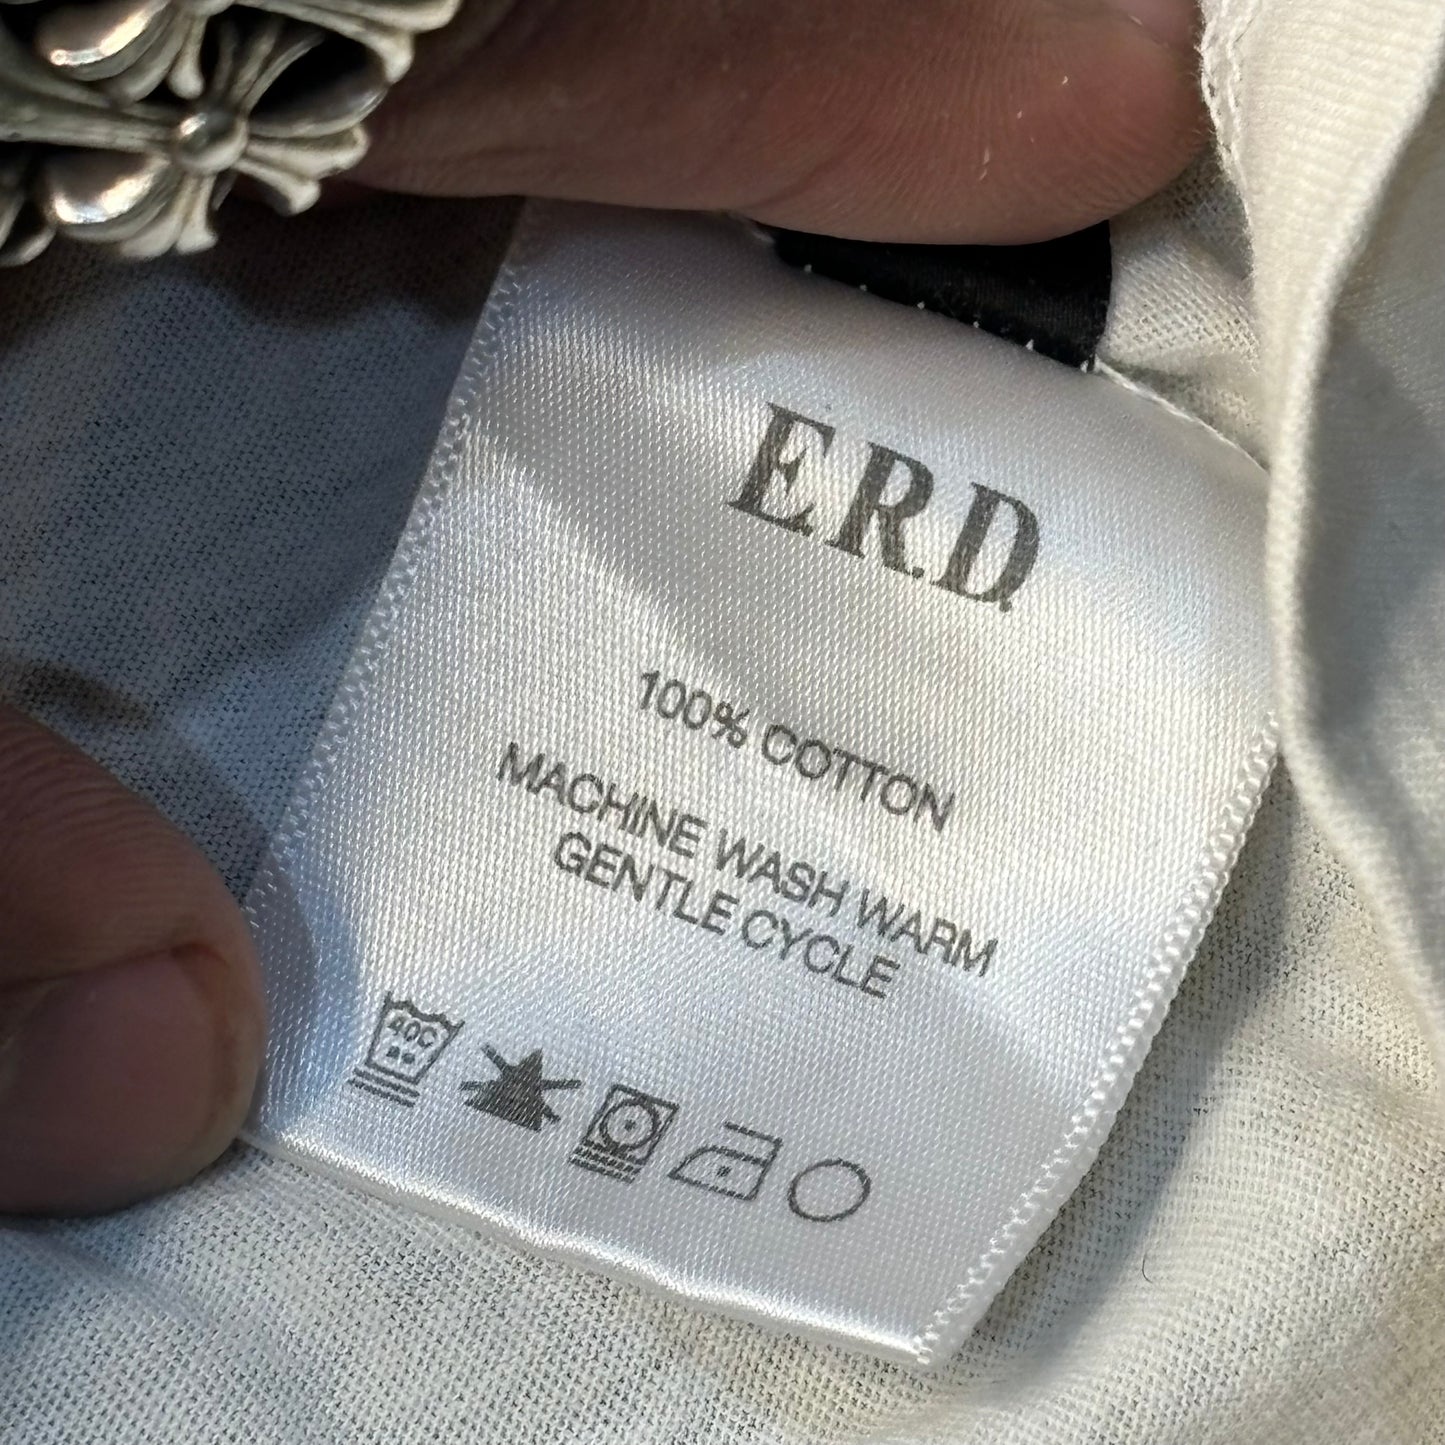 E.R.D.
100% COTTON
MACHINE WASH WARM
GENTLE CYCLE
40C